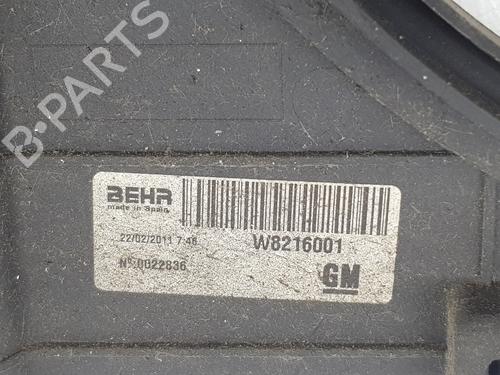 B-PARTS
BEHR
made in Spain
22/02/2011 7:46 W8216001
Nº:0022836
GM